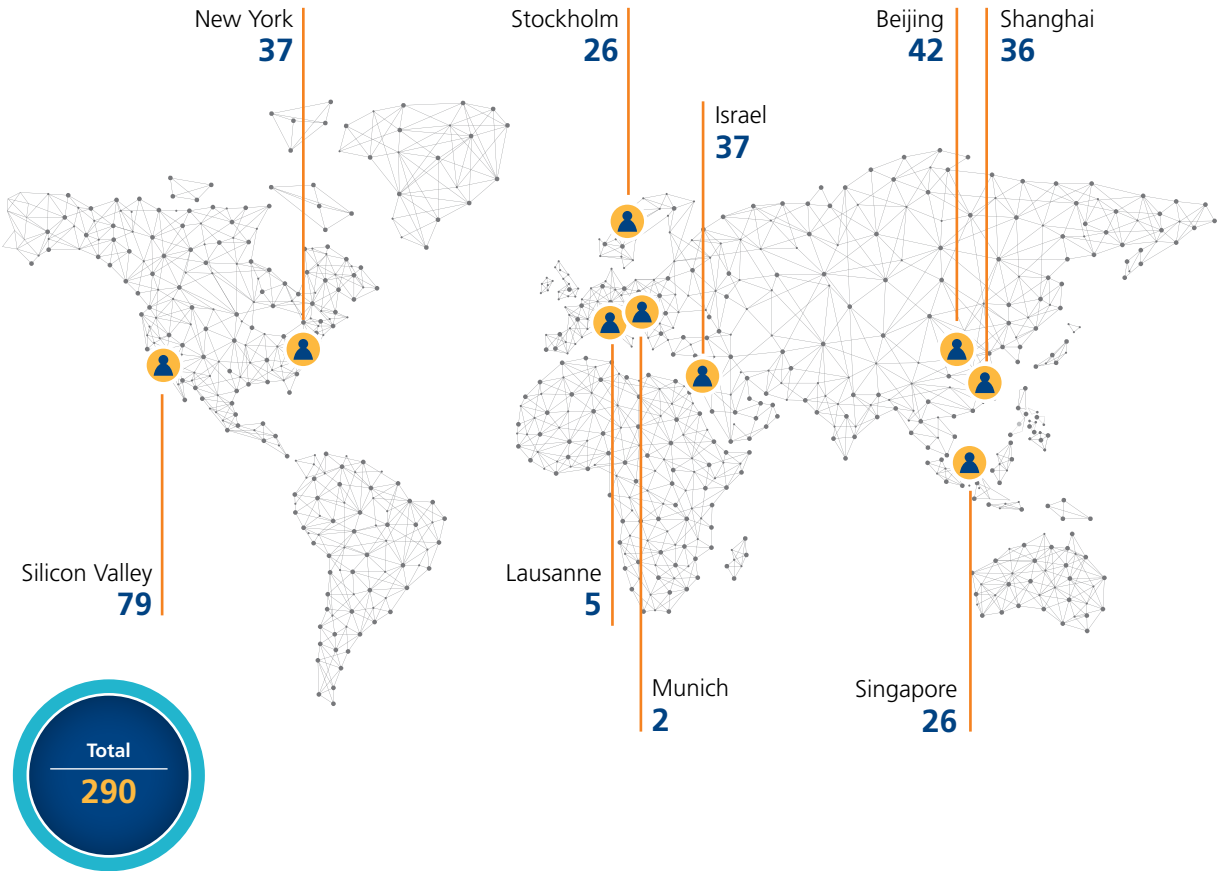 New York
37
Stockholm
26
Beijing
42
Shanghai
36
Israel
37
Silicon Valley
79
Lausanne
5
Munich
2
Singapore
26
Total
290